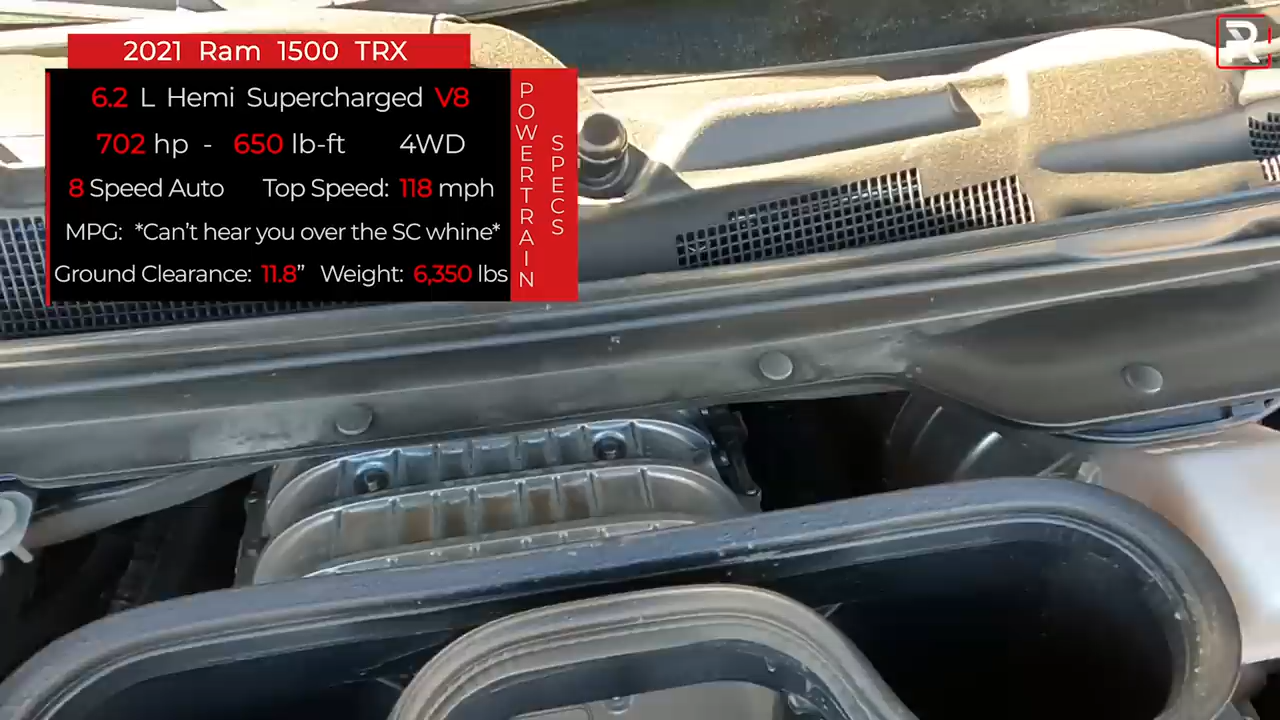 2021 Ram 1500 TRX
6.2 L Hemi Supercharged V8
702 hp - 650 lb-ft 4WD
8 Speed Auto Top Speed: 118 mph
MPG: *Can't hear you over the SC whine*
Ground Clearance: 11.8” Weight: 6,350 lbs
POWERTRAIN
SPECS
R